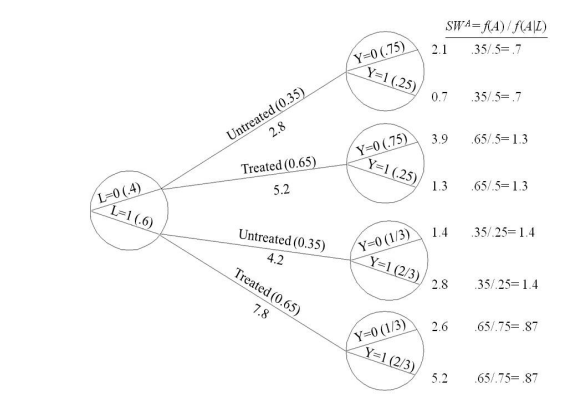 SWᴬ = f(A) / f(A|L)
Y=0 (.75) 2.1 .35/.5= .7
Y=1 (.25) 0.7 .35/.5= .7
Untreated (0.35)
2.8
Y=0 (.75) 3.9 .65/.5= 1.3
Y=1 (.25) 1.3 .65/.5= 1.3
Treated (0.65)
5.2
L=0 (.4)
L=1 (.6)
Y=0 (1/3) 1.4 .35/.25= 1.4
Y=1 (2/3) 2.8 .35/.25= 1.4
Untreated (0.35)
4.2
Treated (0.65)
7.8
Y=0 (1/3) 2.6 .65/.75= .87
Y=1 (2/3) 5.2 .65/.75= .87